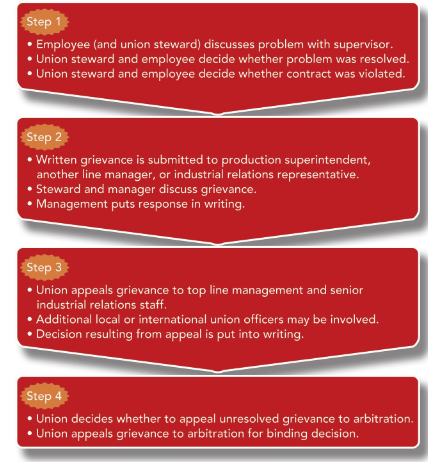 Step 1
• Employee (and union steward) discusses problem with supervisor.
• Union steward and employee decide whether problem was resolved.
• Union steward and employee decide whether contract was violated.
Step 2
• Written grievance is submitted to production superintendent,
another line manager, or industrial relations representative.
• Steward and manager discuss grievance.
• Management puts response in writing.
Step 3
• Union appeals grievance to top line management and senior
industrial relations staff.
• Additional local or international union officers may be involved.
• Decision resulting from appeal is put into writing.
Step 4
• Union decides whether to appeal unresolved grievance to arbitration.
• Union appeals grievance to arbitration for binding decision.